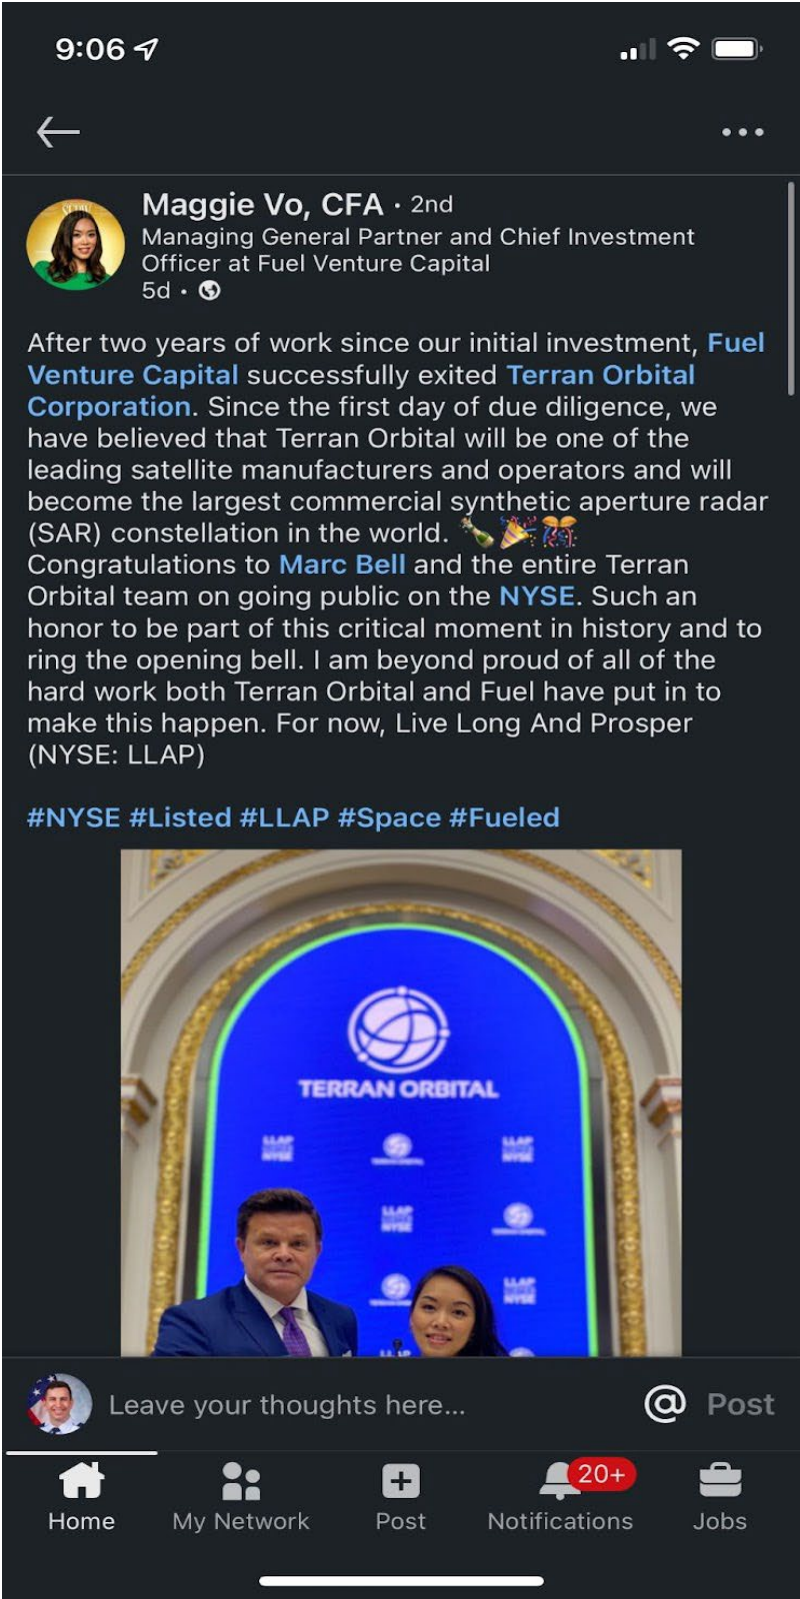 9:06
Maggie Vo, CFA • 2nd
Managing General Partner and Chief Investment
Officer at Fuel Venture Capital
5d •
After two years of work since our initial investment, Fuel
Venture Capital successfully exited Terran Orbital
Corporation. Since the first day of due diligence, we
have believed that Terran Orbital will be one of the
leading satellite manufacturers and operators and will
become the largest commercial synthetic aperture radar
(SAR) constellation in the world. 🍾🎉🎊
Congratulations to Marc Bell and the entire Terran
Orbital team on going public on the NYSE. Such an
honor to be part of this critical moment in history and to
ring the opening bell. I am beyond proud of all of the
hard work both Terran Orbital and Fuel have put in to
make this happen. For now, Live Long And Prosper
(NYSE: LLAP)
#NYSE #Listed #LLAP #Space #Fueled
TERRAN ORBITAL
LLAP
NYSE
LLAP
NYSE
LLAP
NYSE
LLAP
NYSE
Leave your thoughts here...
@ Post
20+
Home My Network Post Notifications Jobs